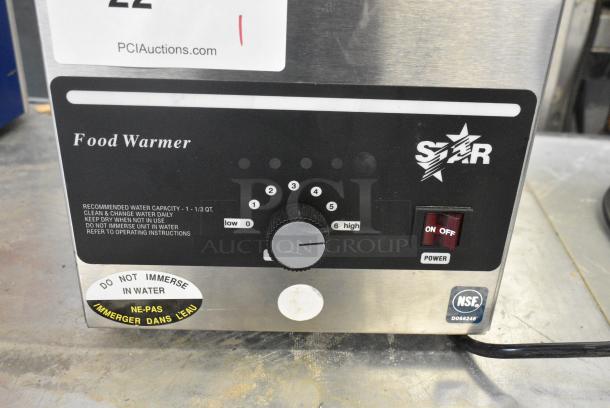 22
PCIAuctions.com
Food Warmer
STAR
RECOMMENDED WATER CAPACITY - 1 - 1/3 QT.
CLEAN & CHANGE WATER DAILY
KEEP DRY WHEN NOT IN USE
DO NOT IMMERSE UNIT IN WATER
REFER TO OPERATING INSTRUCTIONS
low 0 1 2 3 4 5 6 high
ON OFF
POWER
PCI
AUCTION GROUP
DO NOT IMMERSE
IN WATER
NE-PAS
IMMERGER DANS L'EAU
NSF